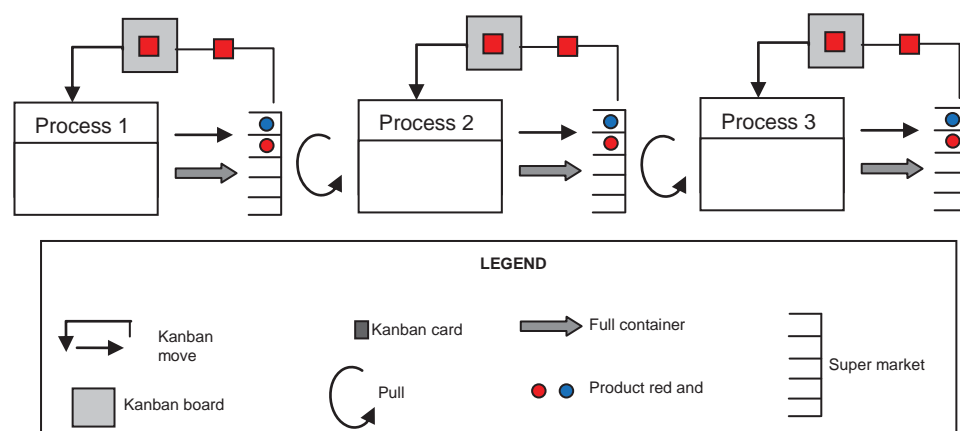 Process 1
Process 2
Process 3
LEGEND
Kanban
move
Kanban card
Full container
Super market
Kanban board
Pull
Product red and